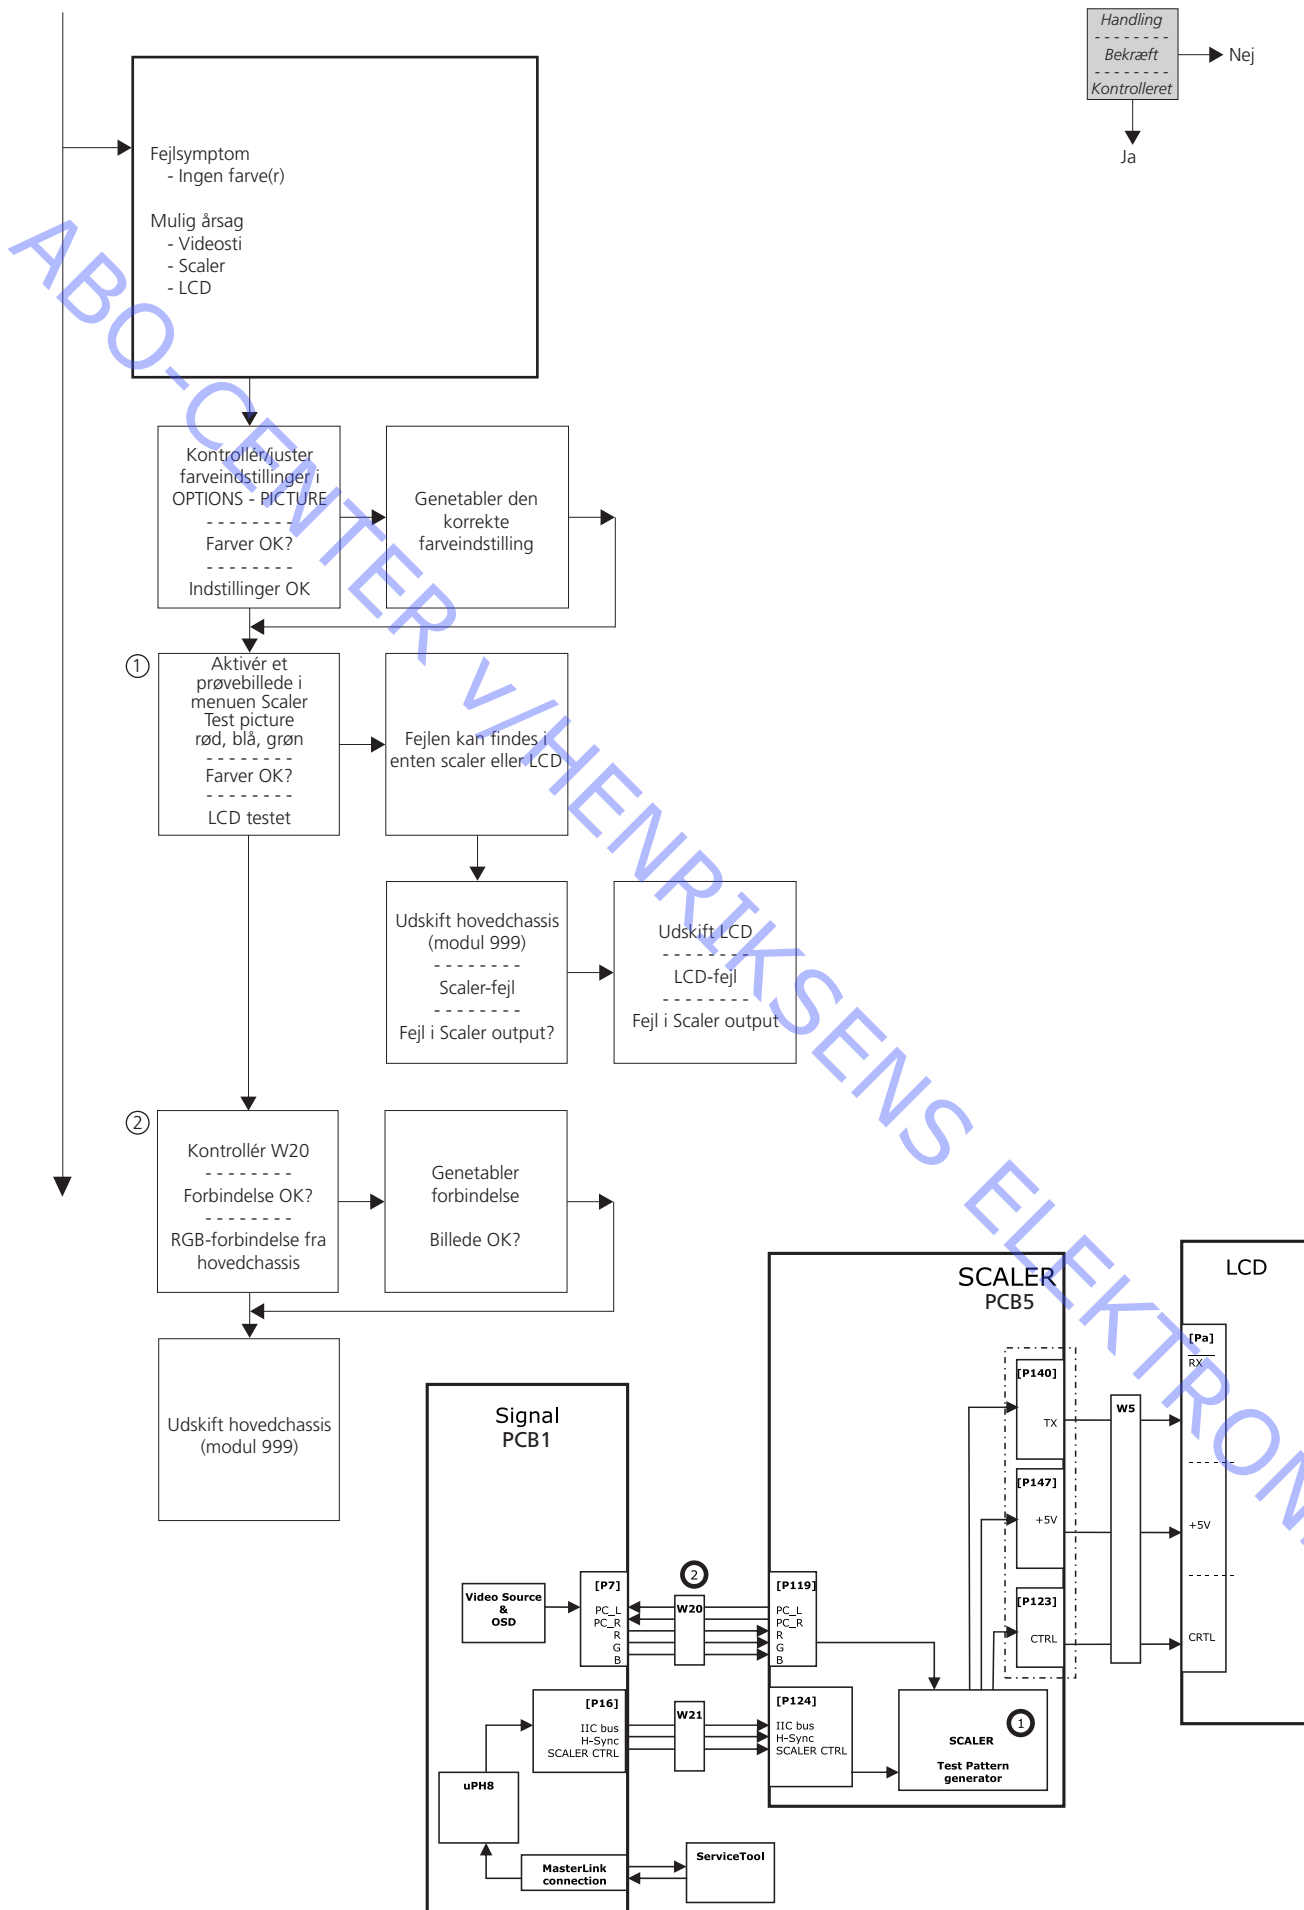 Handling
Bekræft
Nej
Kontrolleret
Ja
Fejlsymptom
- Ingen farve(r)
Mulig årsag
- Videosti
- Scaler
- LCD
Kontrollér/juster
farveindstillinger i
OPTIONS - PICTURE
Farver OK?
Indstillinger OK
Genetabler den
korrekte
farveindstilling
1
Aktivér et
prøvebillede i
menuen Scaler
Test picture
rød, blå, grøn
Farver OK?
LCD testet
Fejlen kan findes i
enten scaler eller LCD
Udskift hovedchassis
(modul 999)
Scaler-fejl
Fejl i Scaler output?
Udskift LCD
LCD-fejl
Fejl i Scaler output
2
Kontrollér W20
Forbindelse OK?
RGB-forbindelse fra
hovedchassis
Genetabler
forbindelse
Billede OK?
Udskift hovedchassis
(modul 999)
Signal
PCB1
Video Source
&
OSD
[P7]
PC_L
PC_R
R
G
B
[P16]
IIC bus
H-Sync
SCALER CTRL
uPH8
MasterLink
connection
ServiceTool
2
W20
W21
SCALER
PCB5
[P119]
PC_L
PC_R
R
G
B
[P124]
IIC bus
H-Sync
SCALER CTRL
1
SCALER
Test Pattern
generator
[P140]
TX
[P147]
+5V
[P123]
CTRL
W5
LCD
[Pa]
RX
+5V
CRTL
ABO-CENTER v/HENRIKSENS ELEKTRON